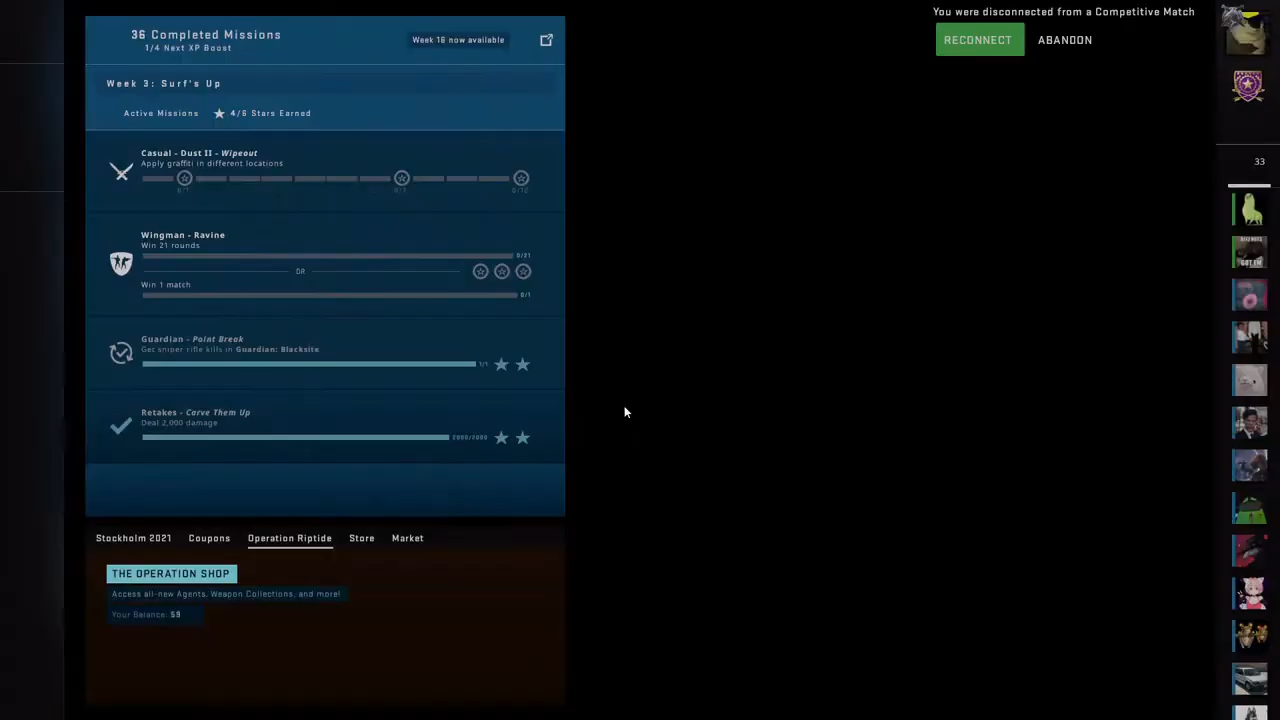 You were disconnected from a Competitive Match
RECONNECT
ABANDON
36 Completed Missions
1/4 Next XP Boost
Week 16 now available
Week 3: Surf's Up
Active Missions
4/6 Stars Earned
33
Casual - Dust II - Wipeout
Apply graffiti in different locations
Wingman - Ravine
Win 21 rounds
0/21
OR
Win 1 match
0/1
Guardian - Point Break
Get sniper rifle kills in Guardian: Blacksite
1/1
Retakes - Carve Them Up
Deal 2,000 damage
2000/2000
Stockholm 2021
Coupons
Operation Riptide
Store
Market
THE OPERATION SHOP
Access all-new Agents, Weapon Collections, and more!
Your Balance: 59